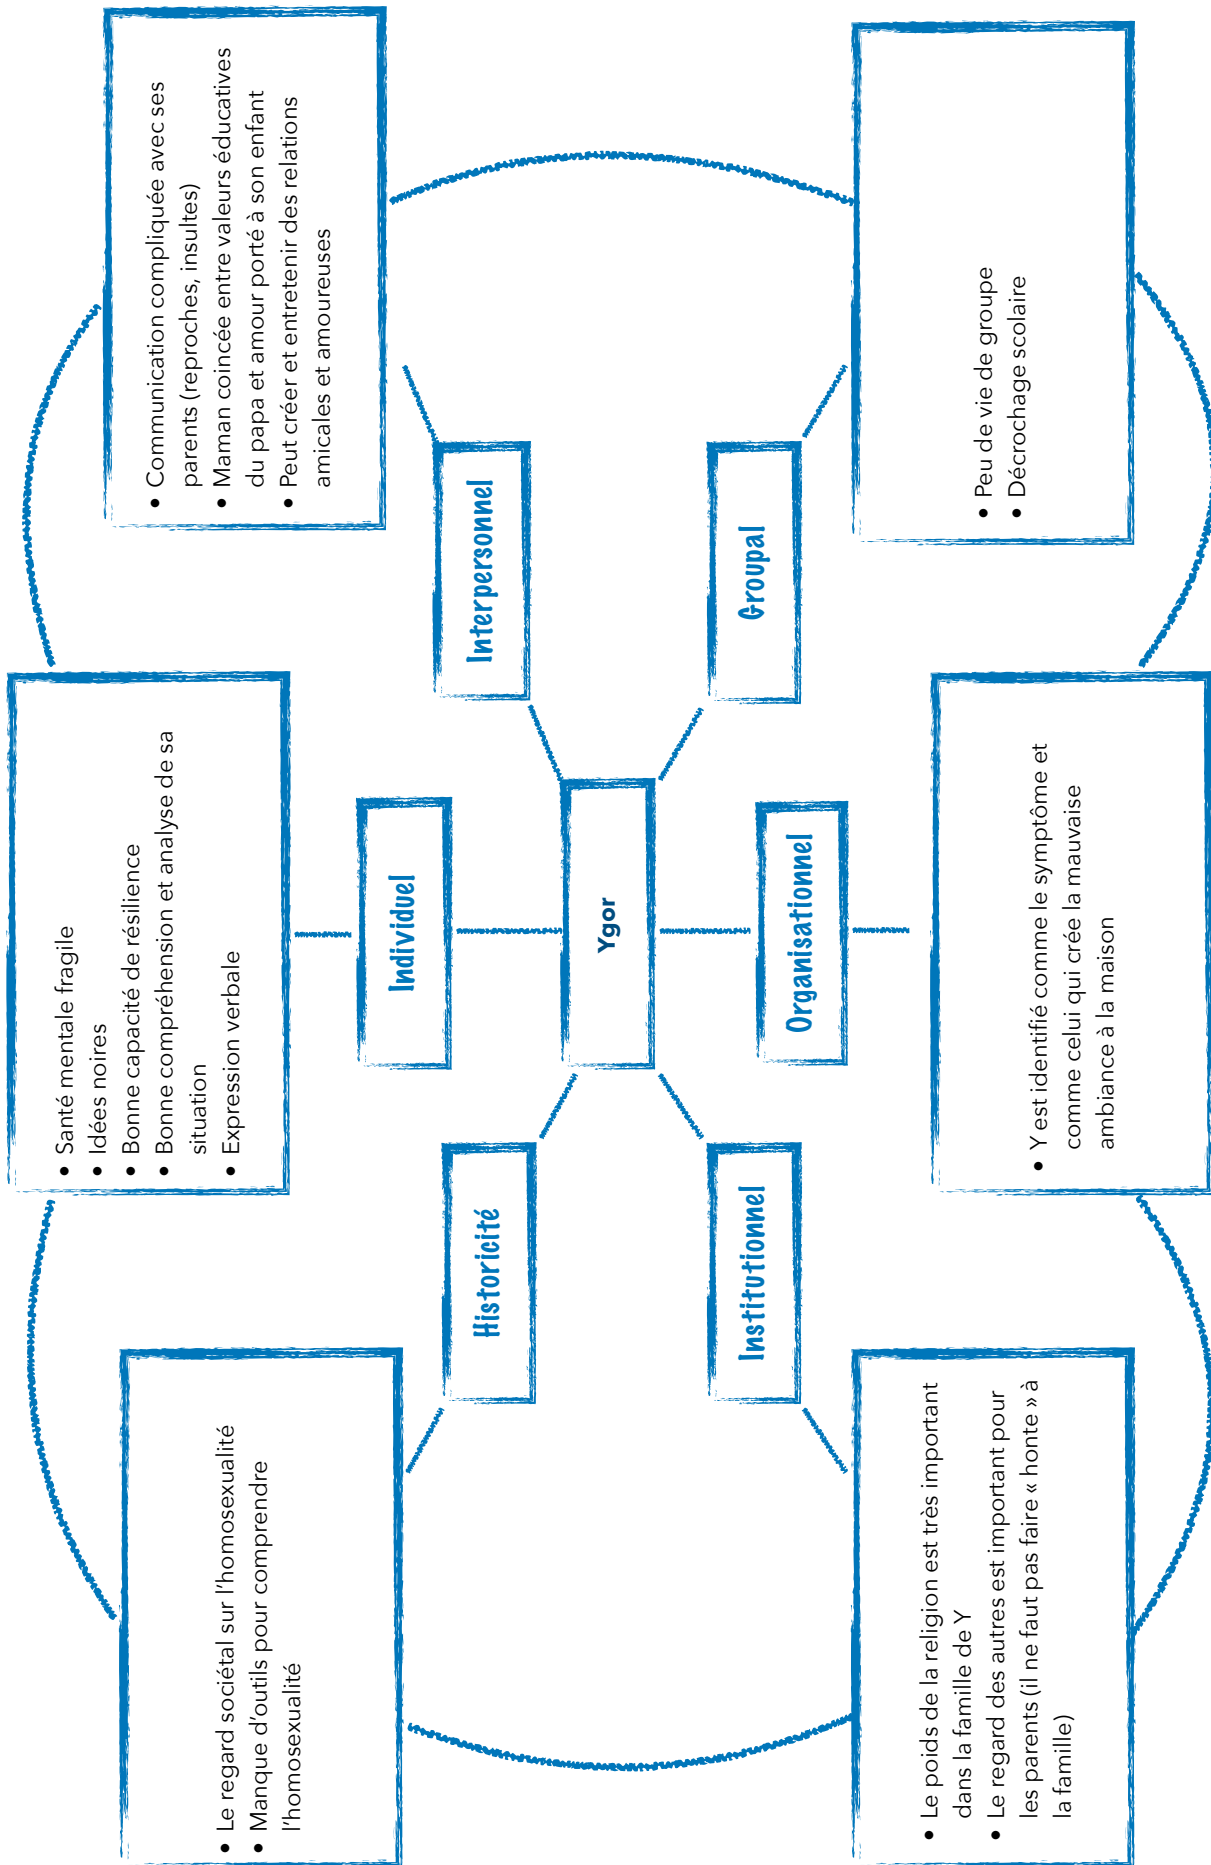 • Santé mentale fragile
• Idées noires
• Bonne capacité de résilience
• Bonne compréhension et analyse de sa
situation
• Expression verbale
Individuel
• Communication compliquée avec ses
parents (reproches, insultes)
• Maman coincée entre valeurs éducatives
du papa et amour porté à son enfant
• Peut créer et entretenir des relations
amicales et amoureuses
Interpersonnel
• Peu de vie de groupe
• Décrochage scolaire
Groupal
• Y est identifié comme le symptôme et
comme celui qui crée la mauvaise
ambiance à la maison
Organisationnel
• Le poids de la religion est très important
dans la famille de Y
• Le regard des autres est important pour
les parents (il ne faut pas faire « honte » à
la famille)
Institutionnel
• Le regard sociétal sur l'homosexualité
• Manque d'outils pour comprendre
l'homosexualité
Historicité
Ygor